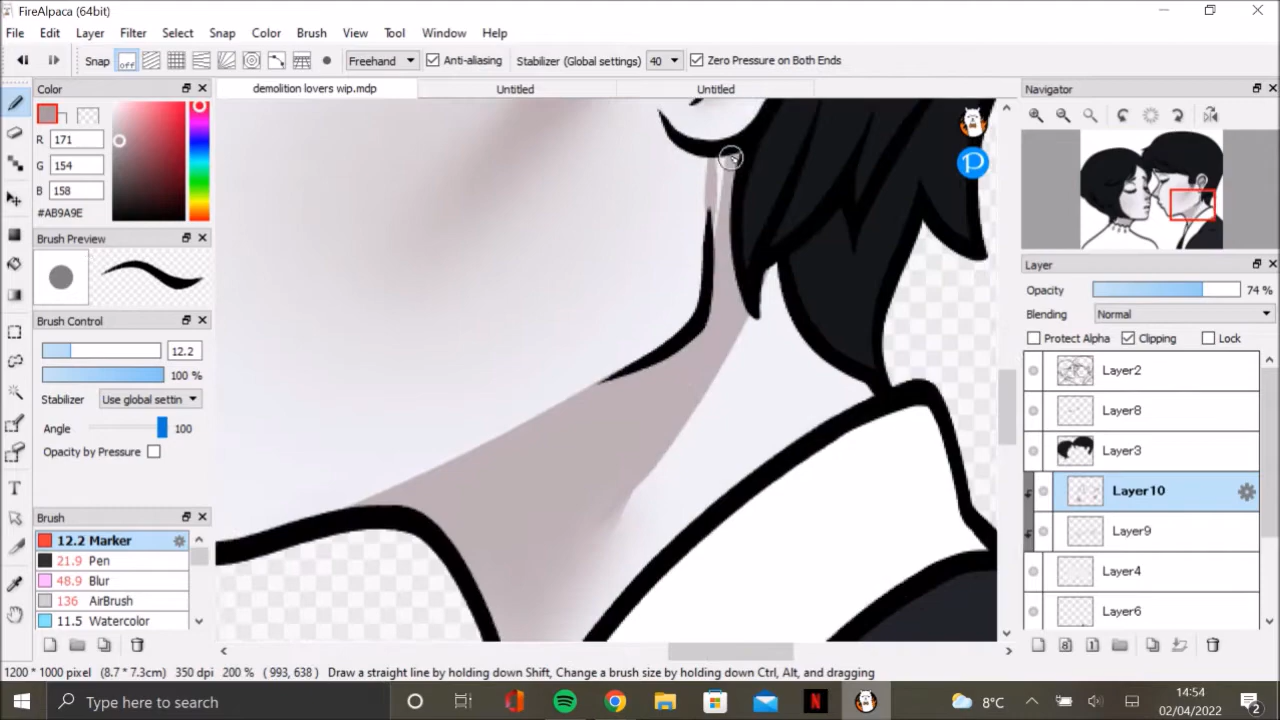 FireAlpaca (64bit)
File Edit Layer Filter Select Snap Color Brush View Tool Window Help
Snap off Freehand Anti-aliasing Stabilizer (Global settings) 40 Zero Pressure on Both Ends
Color
R 171
G 154
B 158
#AB9A9E
Brush Preview
Brush Control
12.2
100 %
Stabilizer Use global settin
Angle 100
Opacity by Pressure
Brush
12.2 Marker
21.9 Pen
48.9 Blur
136 AirBrush
11.5 Watercolor
demolition lovers wip.mdp Untitled Untitled
Navigator
Layer
Opacity 74 %
Blending Normal
Protect Alpha Clipping Lock
Layer2
Layer8
Layer3
Layer10
Layer9
Layer4
Layer6
1200 * 1000 pixel (8.7 * 7.3cm) 350 dpi 200 % ( 993, 638 ) Draw a straight line by holding down Shift, Change a brush size by holding down Ctrl, Alt, and dragging
Type here to search
8°C
14:54
02/04/2022
2